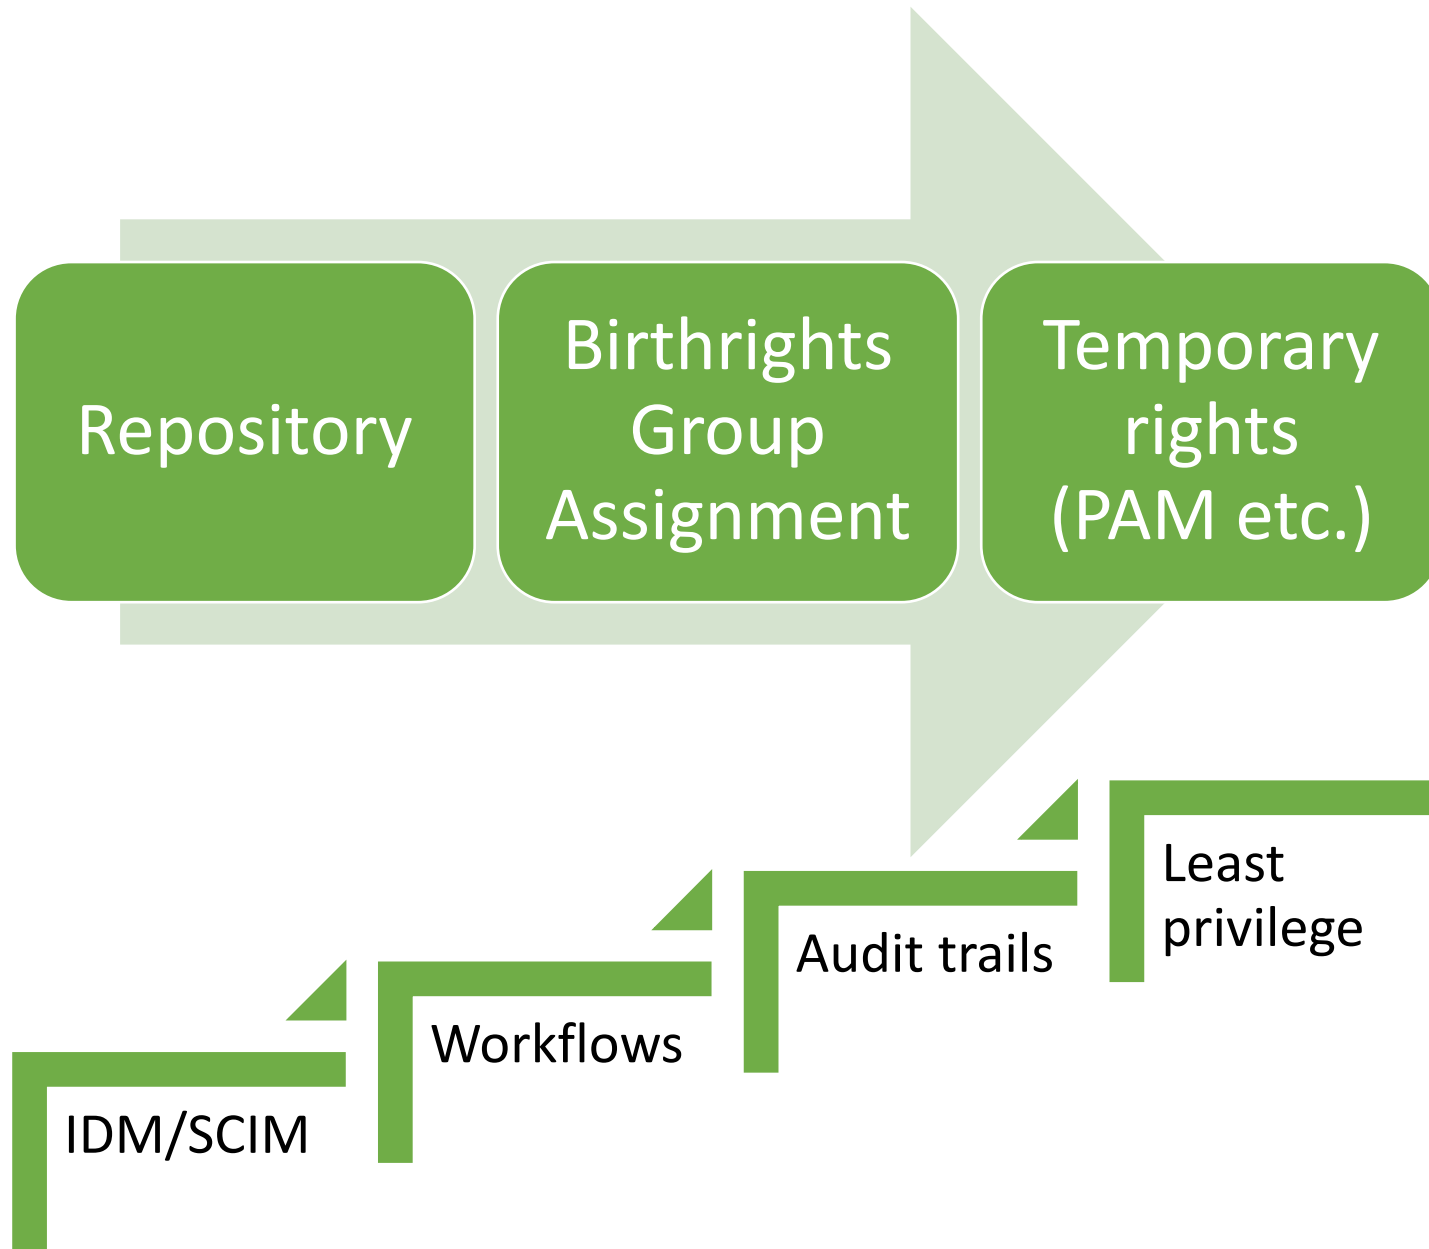 Repository
Birthrights
Group
Assignment
Temporary
rights
(PAM etc.)
IDM/SCIM
Workflows
Audit trails
Least
privilege